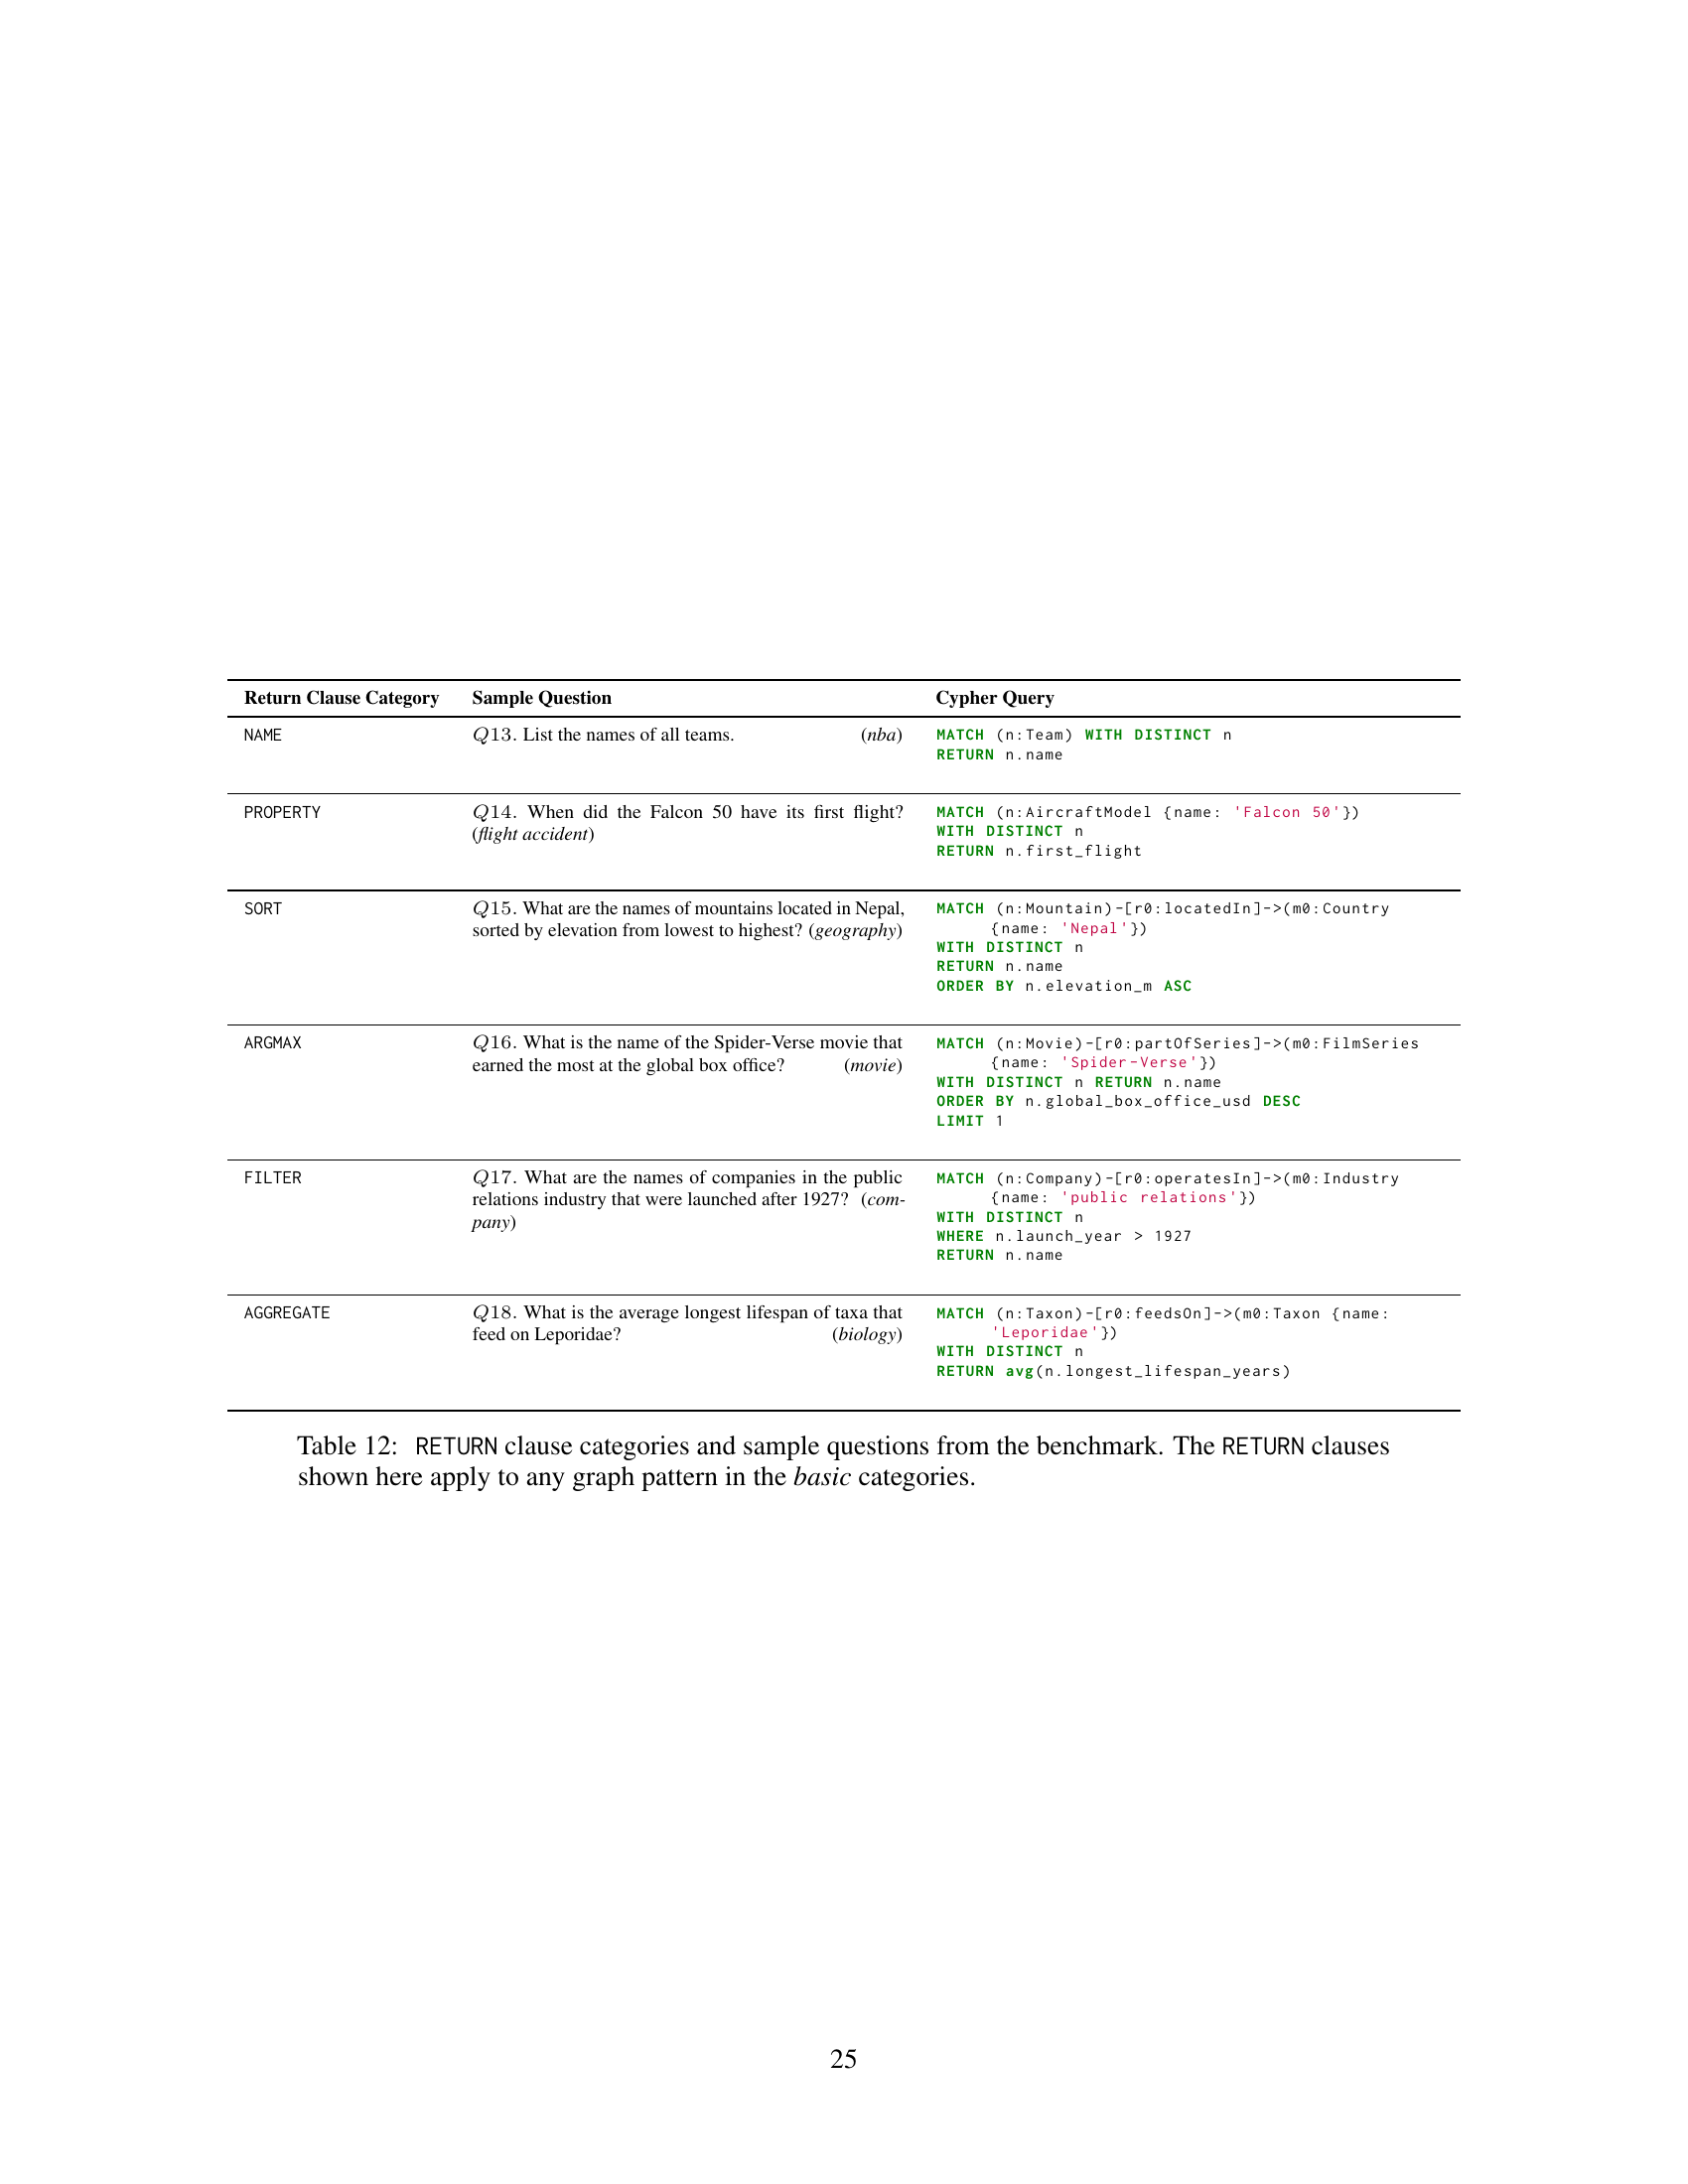 Return Clause Category Sample Question Cypher Query
NAME Q13. List the names of all teams. (nba) MATCH (n:Team) WITH DISTINCT n
RETURN n.name
PROPERTY Q14. When did the Falcon 50 have its first flight? MATCH (n:AircraftModel {name: 'Falcon 50'})
(flight accident) WITH DISTINCT n
RETURN n.first_flight
SORT Q15. What are the names of mountains located in Nepal, MATCH (n:Mountain)-[r0:locatedIn]->(m0:Country
sorted by elevation from lowest to highest? (geography) {name: 'Nepal'})
WITH DISTINCT n
RETURN n.name
ORDER BY n.elevation_m ASC
ARGMAX Q16. What is the name of the Spider-Verse movie that MATCH (n:Movie)-[r0:partOfSeries]->(m0:FilmSeries
earned the most at the global box office? (movie) {name: 'Spider-Verse'})
WITH DISTINCT n RETURN n.name
ORDER BY n.global_box_office_usd DESC
LIMIT 1
FILTER Q17. What are the names of companies in the public MATCH (n:Company)-[r0:operatesIn]->(m0:Industry
relations industry that were launched after 1927? (com- {name: 'public relations'})
pany) WITH DISTINCT n
WHERE n.launch_year > 1927
RETURN n.name
AGGREGATE Q18. What is the average longest lifespan of taxa that MATCH (n:Taxon)-[r0:feedsOn]->(m0:Taxon {name:
feed on Leporidae? (biology) 'Leporidae'})
WITH DISTINCT n
RETURN avg(n.longest_lifespan_years)
Table 12: RETURN clause categories and sample questions from the benchmark. The RETURN clauses
shown here apply to any graph pattern in the basic categories.
25